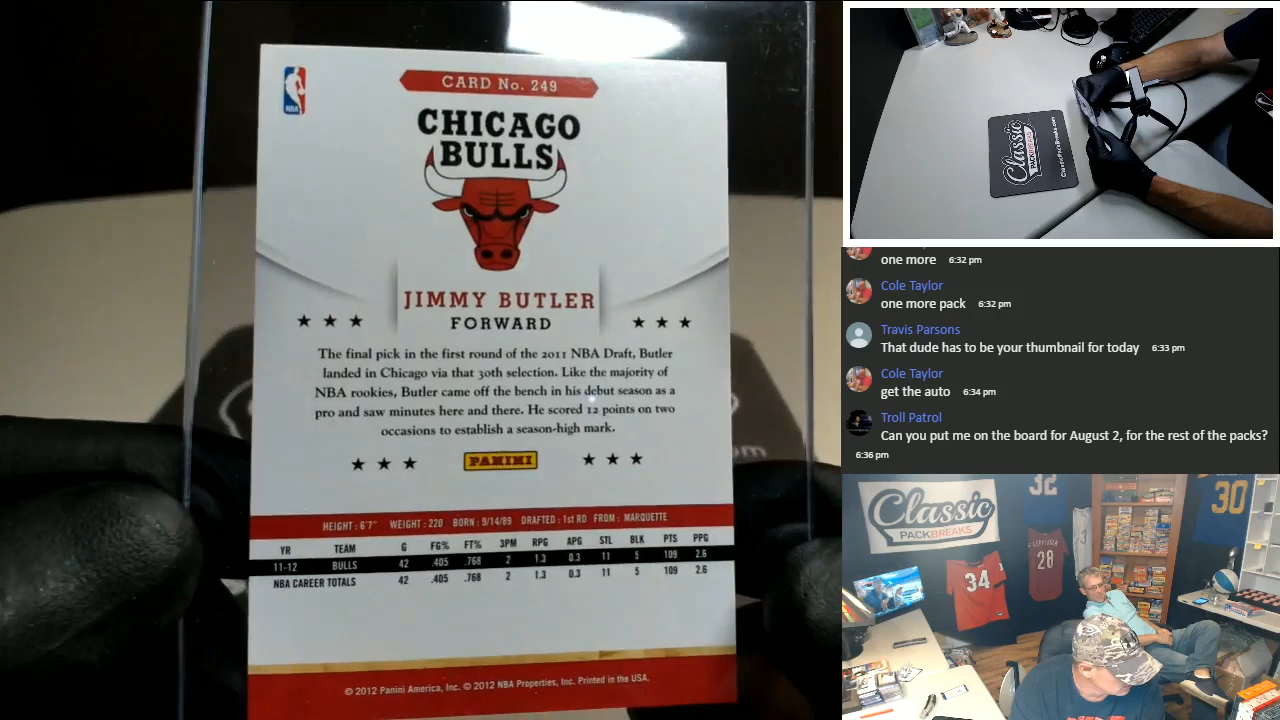 CARD No. 249
NBA
CHICAGO
BULLS
JIMMY BUTLER
FORWARD
The final pick in the first round of the 2011 NBA Draft, Butler
landed in Chicago via that 30th selection. Like the majority of
NBA rookies, Butler came off the bench in his debut season as a
pro and saw minutes here and there. He scored 12 points on two
occasions to establish a season-high mark.
PANINI
HEIGHT: 6'7" WEIGHT: 220 BORN: 9/14/89 DRAFTED: 1st RD FROM: MARQUETTE
YR TEAM G FG% FT% 3PM RPG APG STL BLK PTS PPG
11-12 BULLS 42 .405 .768 2 1.3 0.3 11 5 109 2.6
NBA CAREER TOTALS 42 .405 .768 2 1.3 0.3 11 5 109 2.6
© 2012 Panini America, Inc. © 2012 NBA Properties, Inc. Printed in the USA.
Classic
PACKBREAKS
ClassicPackBreaks.com
one more 6:32 pm
Cole Taylor
one more pack 6:32 pm
Travis Parsons
That dude has to be your thumbnail for today 6:33 pm
Cole Taylor
get the auto 6:34 pm
Troll Patrol
Can you put me on the board for August 2, for the rest of the packs?
6:36 pm
Classic
PACKBREAKS
32
30
34
28